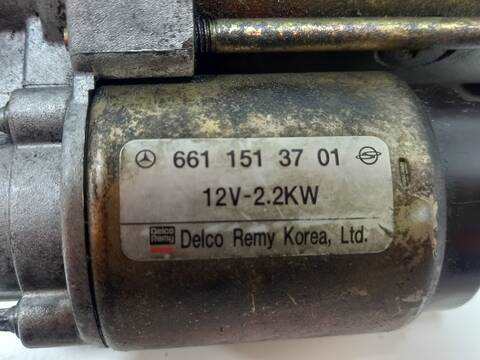 661 151 37 01
12V-2.2KW
Delco Remy Delco Remy Korea, Ltd.